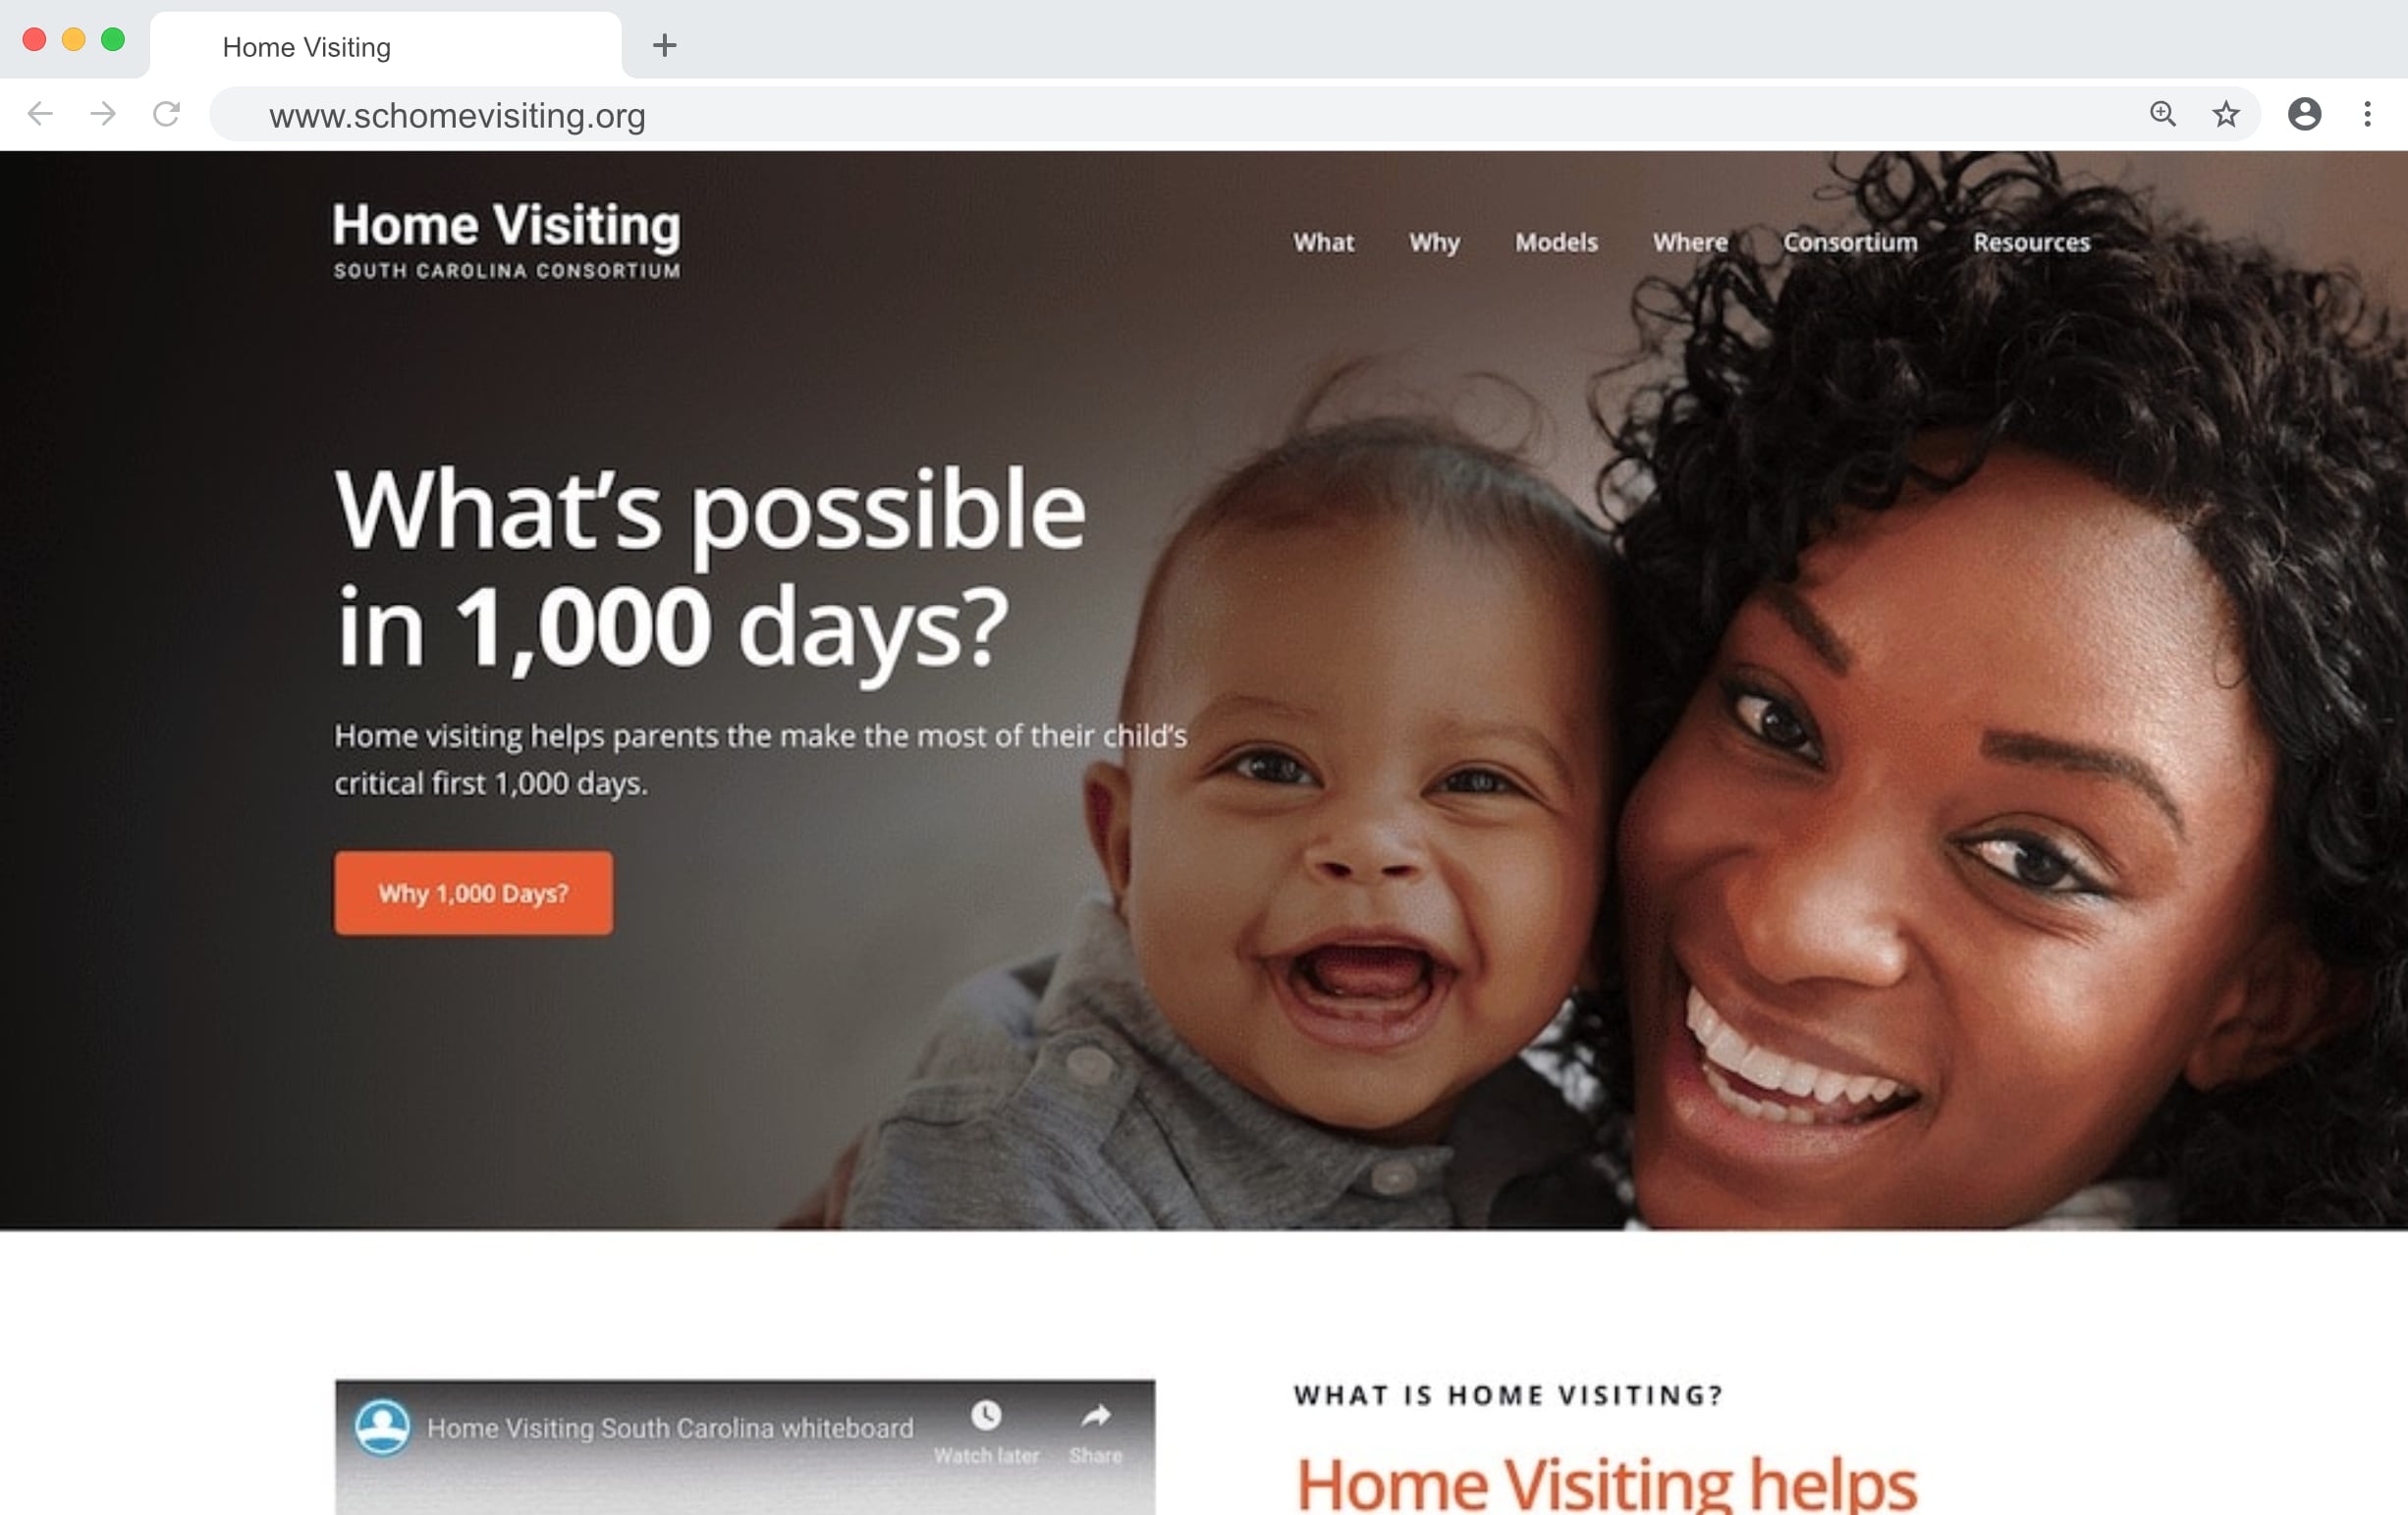 Home Visiting
www.schomevisiting.org
Home Visiting
SOUTH CAROLINA CONSORTIUM
What Why Models Where Consortium Resources
What’s possible
in 1,000 days?
Home visiting helps parents the make the most of their child’s
critical first 1,000 days.
Why 1,000 Days?
Home Visiting South Carolina whiteboard
Watch later Share
WHAT IS HOME VISITING?
Home Visiting helps